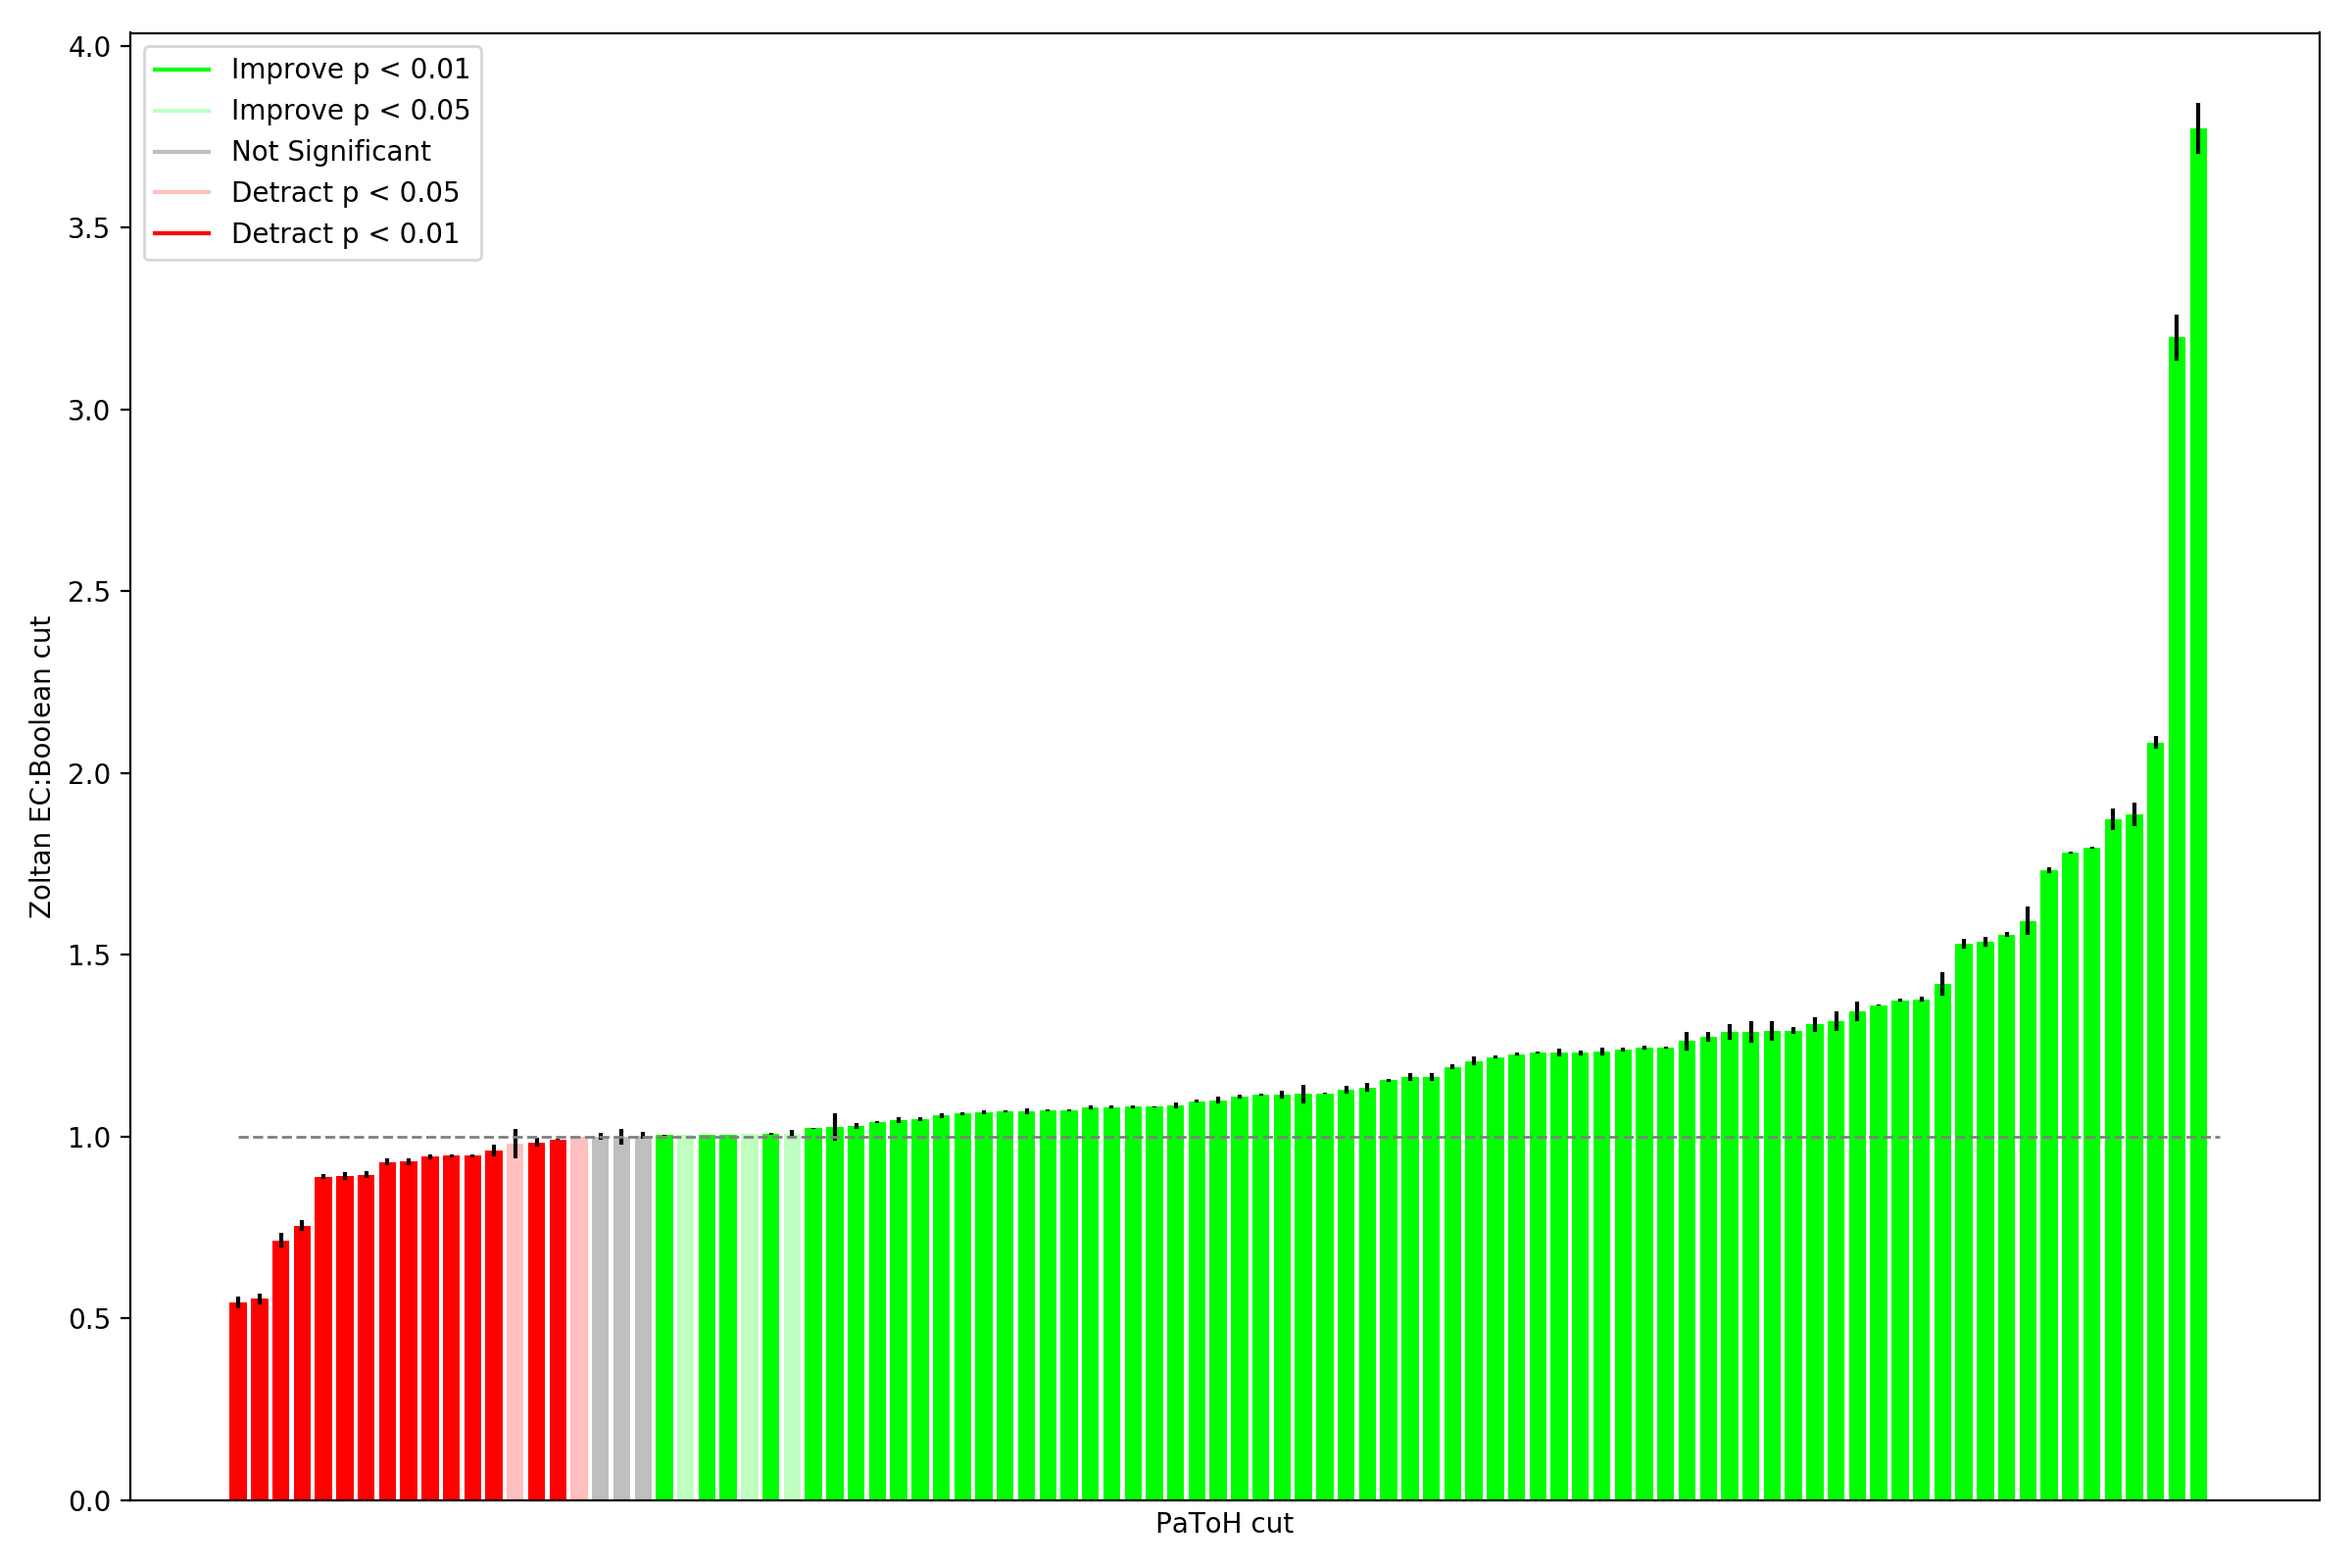 4.0
3.5
3.0
2.5
2.0
1.5
1.0
0.5
0.0
Zoltan EC:Boolean cut
Improve p < 0.01
Improve p < 0.05
Not Significant
Detract p < 0.05
Detract p < 0.01
PaToH cut